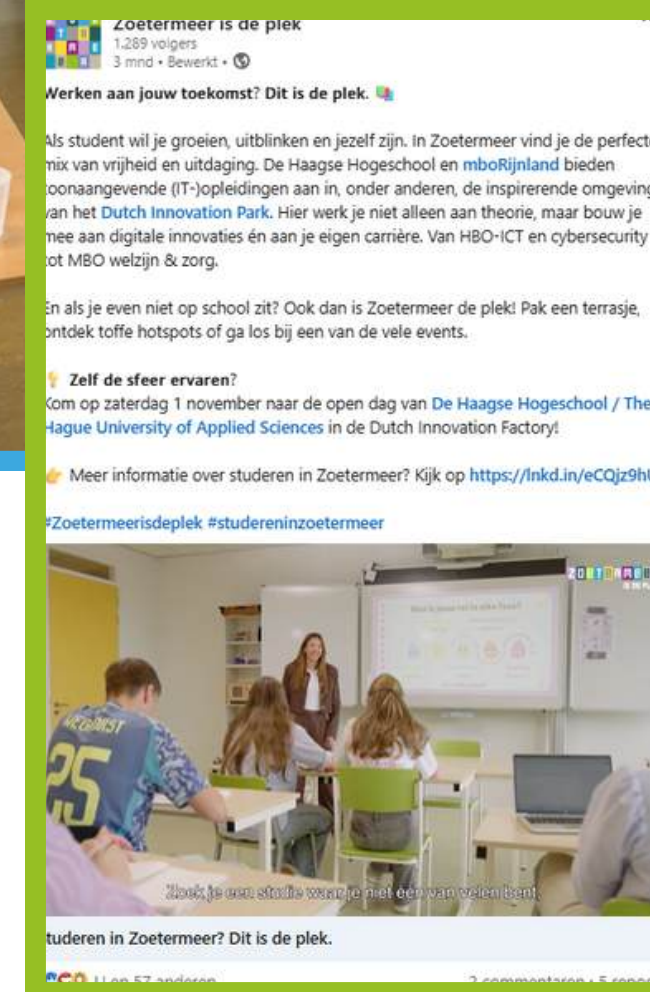 Zoetermeer is de plek
1.289 volgers
3 mnd • Bewerkt •
Werken aan jouw toekomst? Dit is de plek.
Als student wil je groeien, uitblinken en jezelf zijn. In Zoetermeer vind je de perfecte
mix van vrijheid en uitdaging. De Haagse Hogeschool en mboRijnland bieden
toonaangevende (IT-)opleidingen aan in, onder anderen, de inspirerende omgeving
van het Dutch Innovation Park. Hier werk je niet alleen aan theorie, maar bouw je
mee aan digitale innovaties én aan je eigen carrière. Van HBO-ICT en cybersecurity
tot MBO welzijn & zorg.
En als je even niet op school zit? Ook dan is Zoetermeer de plek! Pak een terrasje,
ontdek toffe hotspots of ga los bij een van de vele events.
Zelf de sfeer ervaren?
Kom op zaterdag 1 november naar de open dag van De Haagse Hogeschool / The
Hague University of Applied Sciences in de Dutch Innovation Factory!
Meer informatie over studeren in Zoetermeer? Kijk op https://lnkd.in/eCQjz9hU
#Zoetermeerisdeplek #studereninzoetermeer
25
Zoek je een studie waar je niet één van velen bent,
tuderen in Zoetermeer? Dit is de plek.
U en 57 anderen
2 commentaren • 5 repos